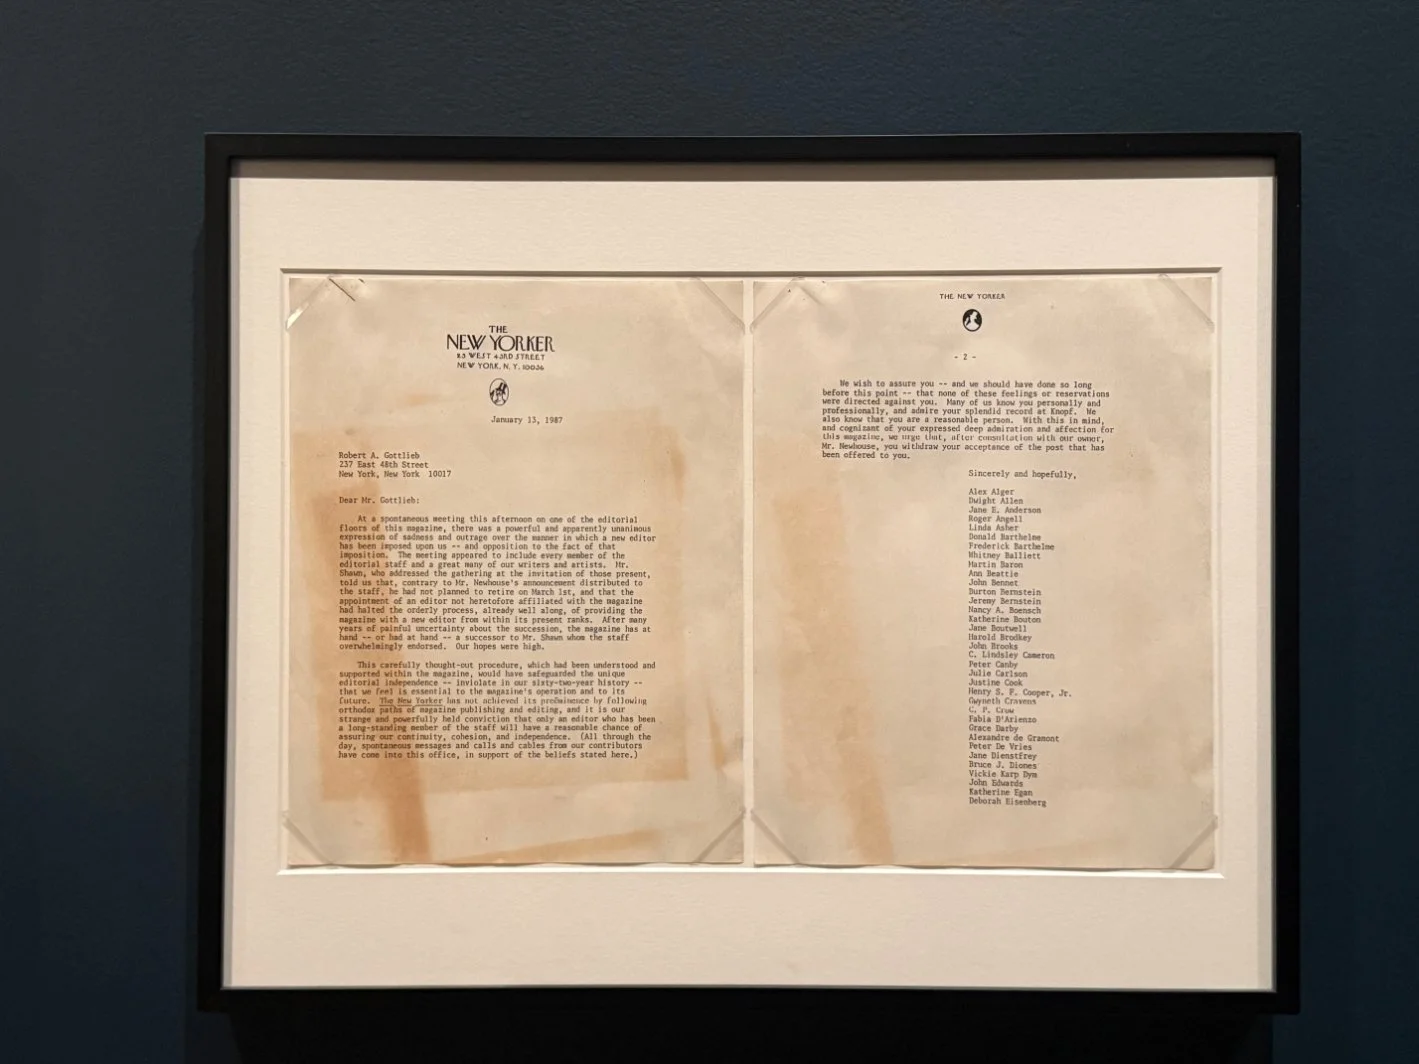 THE
NEW YORKER
25 WEST 43RD STREET
NEW YORK, N. Y. 10036
January 13, 1987
Robert A. Gottlieb
237 East 48th Street
New York, New York 10017
Dear Mr. Gottlieb:
At a spontaneous meeting this afternoon on one of the editorial
floors of this magazine, there was a powerful and apparently unanimous
expression of sadness and outrage over the manner in which a new editor
has been imposed upon us -- and opposition to the fact of that
imposition. The meeting appeared to include every member of the
editorial staff and a great many of our writers and artists. Mr.
Shawn, who addressed the gathering at the invitation of those present,
told us that, contrary to Mr. Newhouse's announcement distributed to
the staff, he had not planned to retire on March 1st, and that the
appointment of an editor not heretofore affiliated with the magazine
had halted the orderly process, already well along, of providing the
magazine with a new editor from within its present ranks. After many
years of painful uncertainty about the succession, the magazine has at
hand -- or had at hand -- a successor to Mr. Shawn whom the staff
overwhelmingly endorsed. Our hopes were high.
This carefully thought-out procedure, which had been understood and
supported within the magazine, would have safeguarded the unique
editorial independence -- inviolate in our sixty-two-year history --
that we feel is essential to the magazine's operation and to its
future. The New Yorker has not achieved its preëminence by following
orthodox paths of magazine publishing and editing, and it is our
strange and powerfully held conviction that only an editor who has been
a long-standing member of the staff will have a reasonable chance of
assuring our continuity, cohesion, and independence. (All through the
day, spontaneous messages and calls and cables from our contributors
have come into this office, in support of the beliefs stated here.)
THE NEW YORKER
- 2 -
We wish to assure you -- and we should have done so long
before this point -- that none of these feelings or reservations
were directed against you. Many of us know you personally and
professionally, and admire your splendid record at Knopf. We
also know that you are a reasonable person. With this in mind,
and cognizant of your expressed deep admiration and affection for
this magazine, we urge that, after consultation with our owner,
Mr. Newhouse, you withdraw your acceptance of the post that has
been offered to you.
Sincerely and hopefully,
Alex Alger
Dwight Allen
Jane E. Anderson
Roger Angell
Linda Asher
Donald Barthelme
Frederick Barthelme
Whitney Balliett
Martin Baron
Ann Beattie
John Bennet
Burton Bernstein
Jeremy Bernstein
Nancy A. Boensch
Katherine Bouton
Jane Boutwell
Harold Brodkey
John Brooks
C. Lindsley Cameron
Peter Canby
Julie Carlson
Justine Cook
Henry S. F. Cooper, Jr.
Gwyneth Cravens
C. P. Crow
Fabia D'Arienzo
Grace Darby
Alexandre de Gramont
Peter De Vries
Jane Dienstfrey
Bruce J. Diones
Vickie Karp Dym
John Edwards
Katherine Egan
Deborah Eisenberg